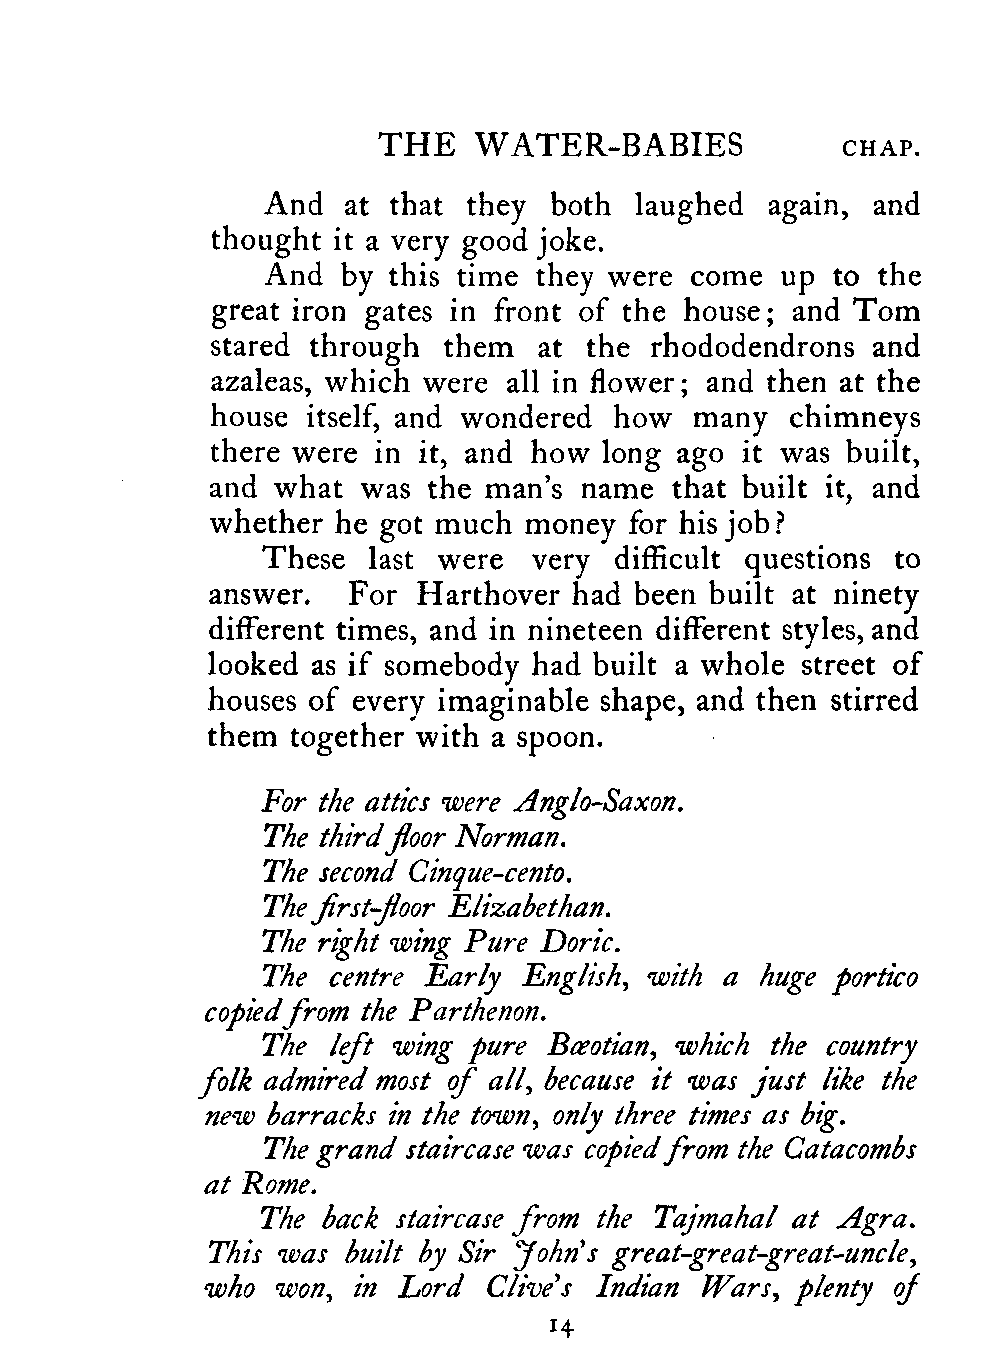 THE WATER-BABIES CHAP.
And at that they both laughed again, and
thought it a very good joke.
And by this time they were come up to the
great iron gates in front of the house; and Tom
stared through them at the rhododendrons and
azaleas, which were all in flower; and then at the
house itself, and wondered how many chimneys
there were in it, and how long ago it was built,
and what was the man's name that built it, and
whether he got much money for his job?
These last were very difficult questions to
answer. For Harthover had been built at ninety
different times, and in nineteen different styles, and
looked as if somebody had built a whole street of
houses of every imaginable shape, and then stirred
them together with a spoon.
For the attics were Anglo-Saxon.
The third floor Norman.
The second Cinque-cento.
The first-floor Elizabethan.
The right wing Pure Doric.
The centre Early English, with a huge portico
copied from the Parthenon.
The left wing pure Bœotian, which the country
folk admired most of all, because it was just like the
new barracks in the town, only three times as big.
The grand staircase was copied from the Catacombs
at Rome.
The back staircase from the Tajmahal at Agra.
This was built by Sir John's great-great-great-uncle,
who won, in Lord Clive's Indian Wars, plenty of
14